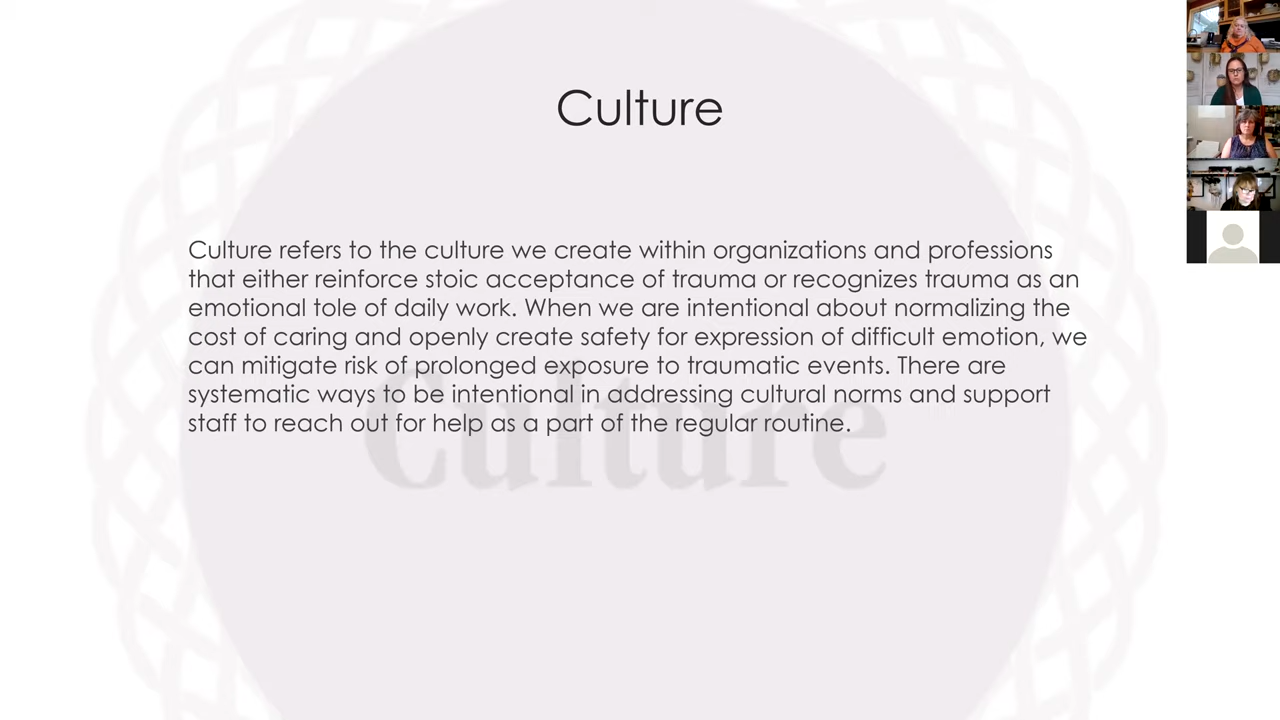 Culture
Culture refers to the culture we create within organizations and professions
that either reinforce stoic acceptance of trauma or recognizes trauma as an
emotional tole of daily work. When we are intentional about normalizing the
cost of caring and openly create safety for expression of difficult emotion, we
can mitigate risk of prolonged exposure to traumatic events. There are
systematic ways to be intentional in addressing cultural norms and support
staff to reach out for help as a part of the regular routine.
Culture